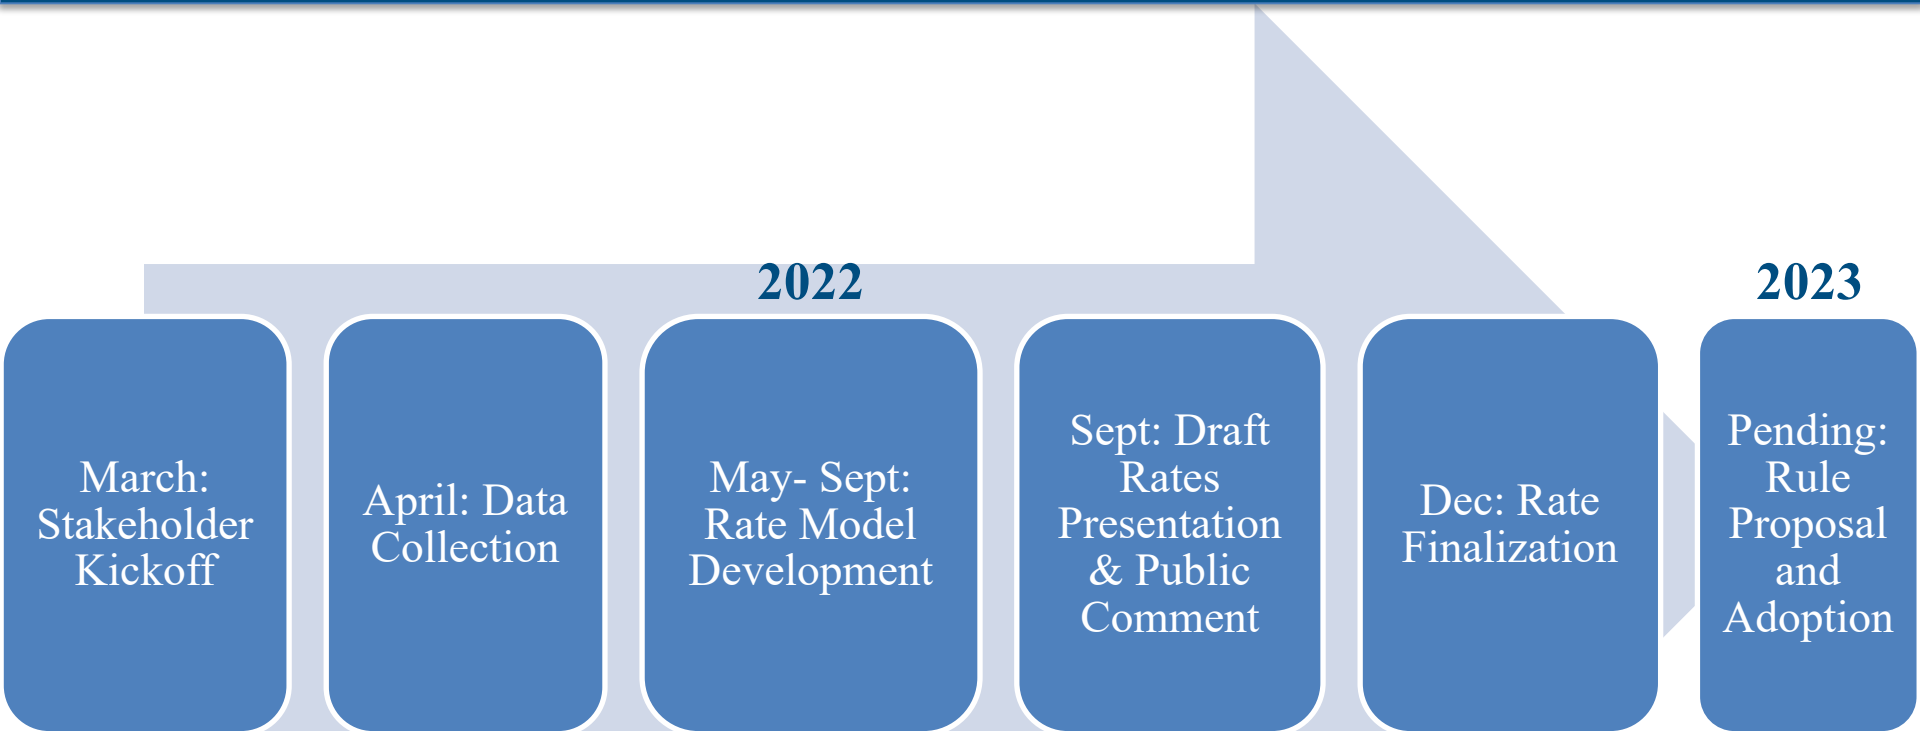 2022
2023
March:
Stakeholder
Kickoff
April: Data
Collection
May- Sept:
Rate Model
Development
Sept: Draft
Rates
Presentation
& Public
Comment
Dec: Rate
Finalization
Pending:
Rule
Proposal
and
Adoption